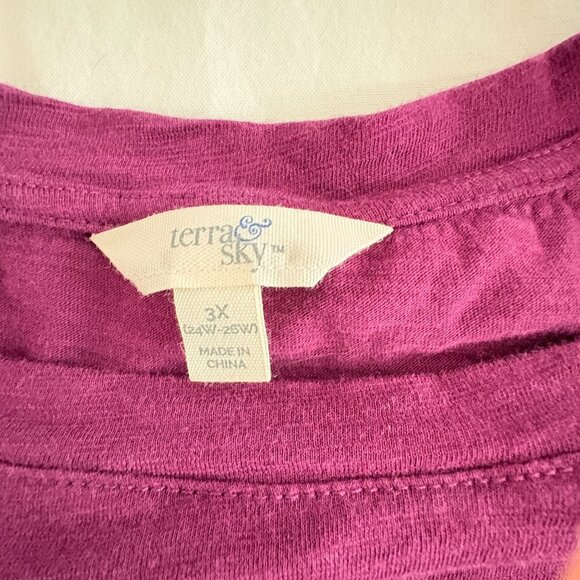 terra &
sky™
3X
(24W-26W)
MADE IN
CHINA